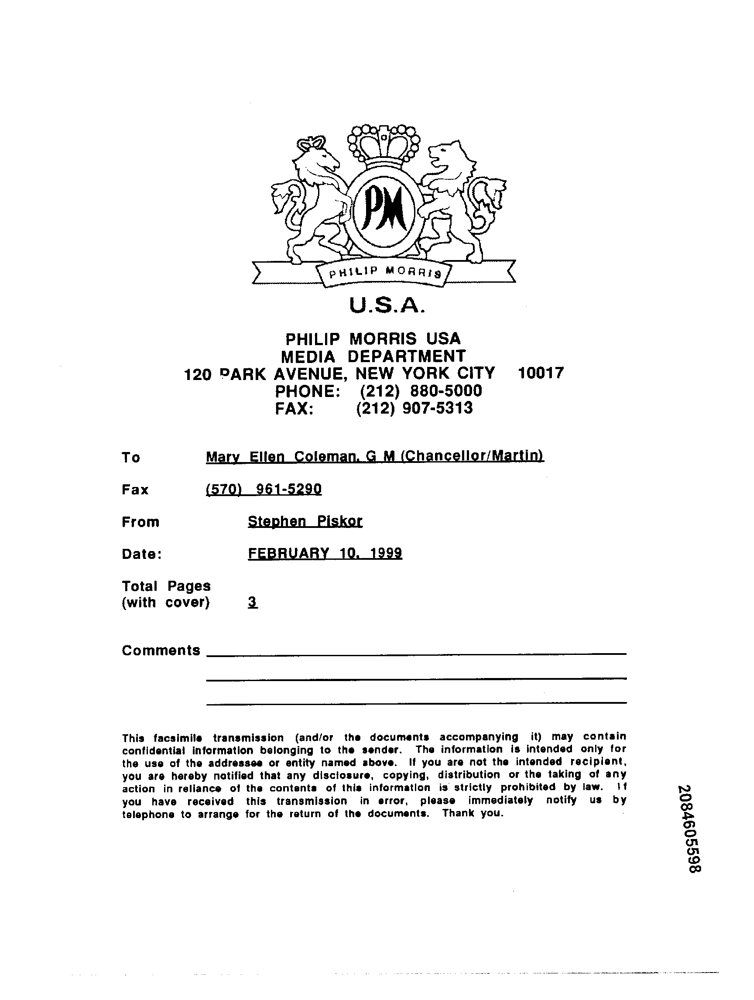 PM
PHILIP MORRIS
U.S.A.
PHILIP MORRIS USA
MEDIA DEPARTMENT
120 PARK AVENUE, NEW YORK CITY 10017
PHONE: (212) 880-5000
FAX: (212) 907-5313
To Mary Ellen Coleman, G M (Chancellor/Martin)
Fax (570) 961-5290
From Stephen Piskor
Date: FEBRUARY 10, 1999
Total Pages
(with cover) 3
Comments
This facsimile transmission (and/or the documents accompanying it) may contain
confidential information belonging to the sender. The information is intended only for
the use of the addressee or entity named above. If you are not the intended recipient,
you are hereby notified that any disclosure, copying, distribution or the taking of any
action in reliance of the contents of this information is strictly prohibited by law. If
you have received this transmission in error, please immediately notify us by
telephone to arrange for the return of the documents. Thank you.
2084605598